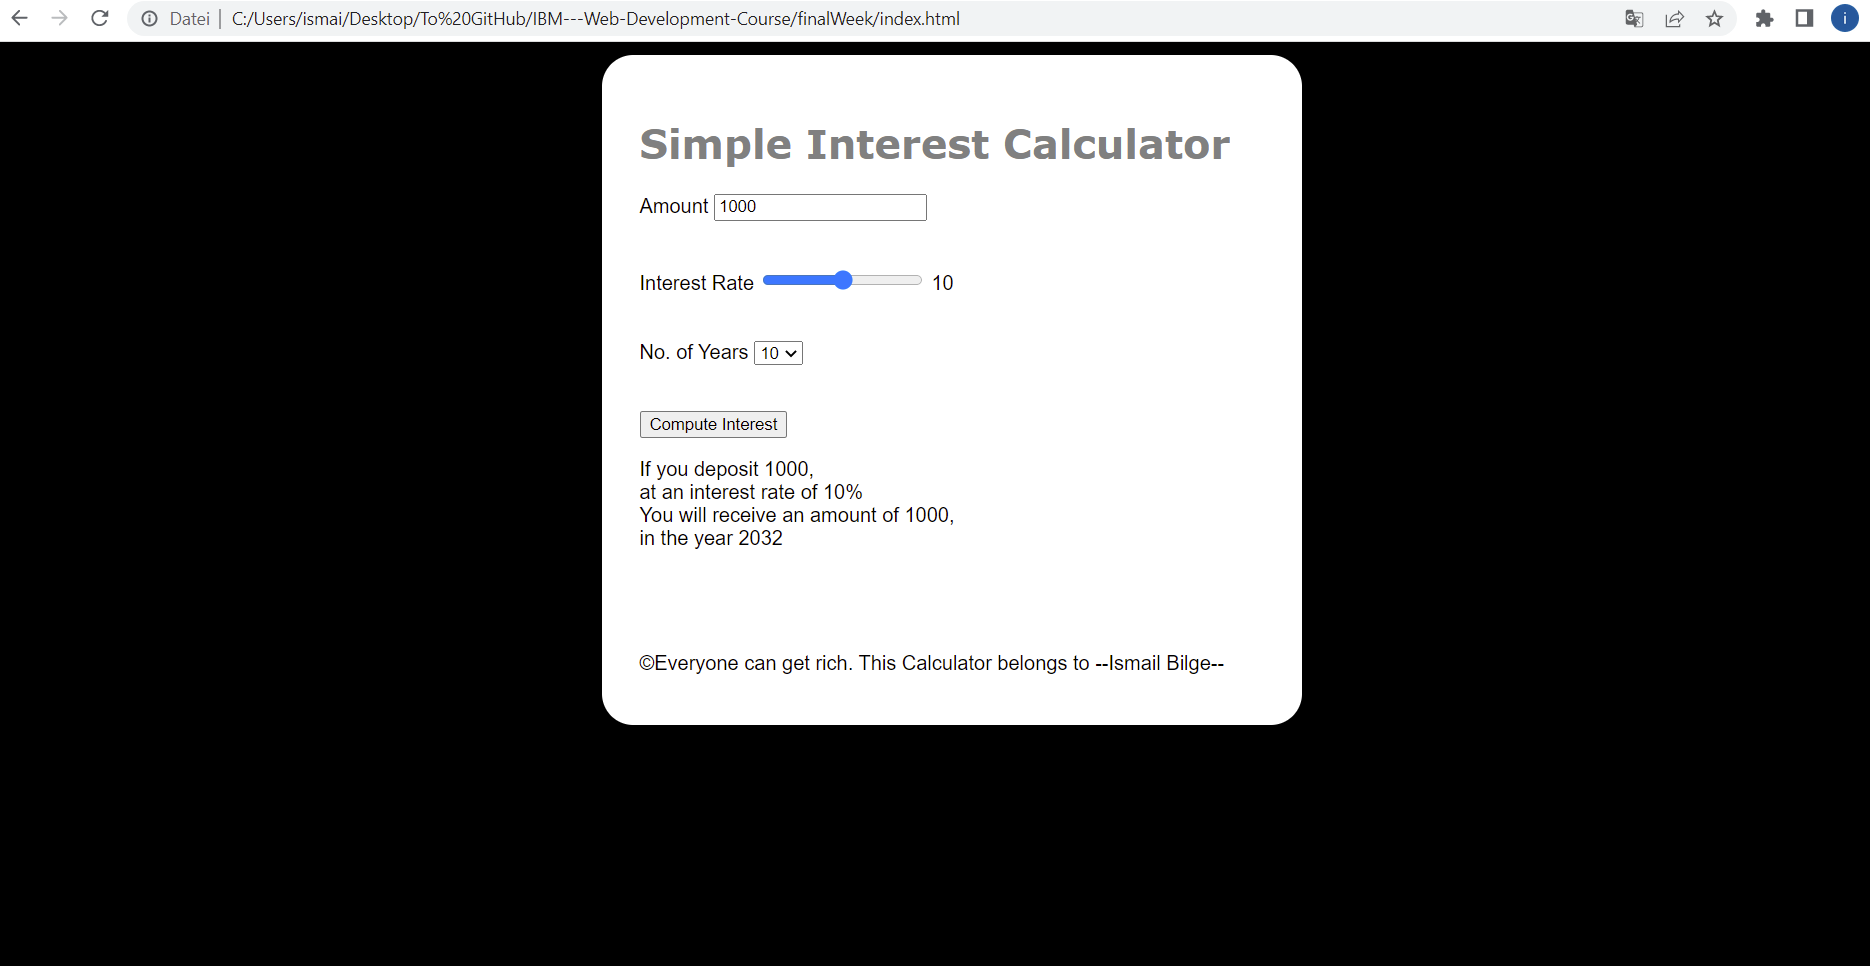 Datei | C:/Users/ismai/Desktop/To%20GitHub/IBM---Web-Development-Course/finalWeek/index.html
i
Simple Interest Calculator
Amount 1000
Interest Rate 10
No. of Years 10
Compute Interest
If you deposit 1000,
at an interest rate of 10%
You will receive an amount of 1000,
in the year 2032
©Everyone can get rich. This Calculator belongs to --Ismail Bilge--